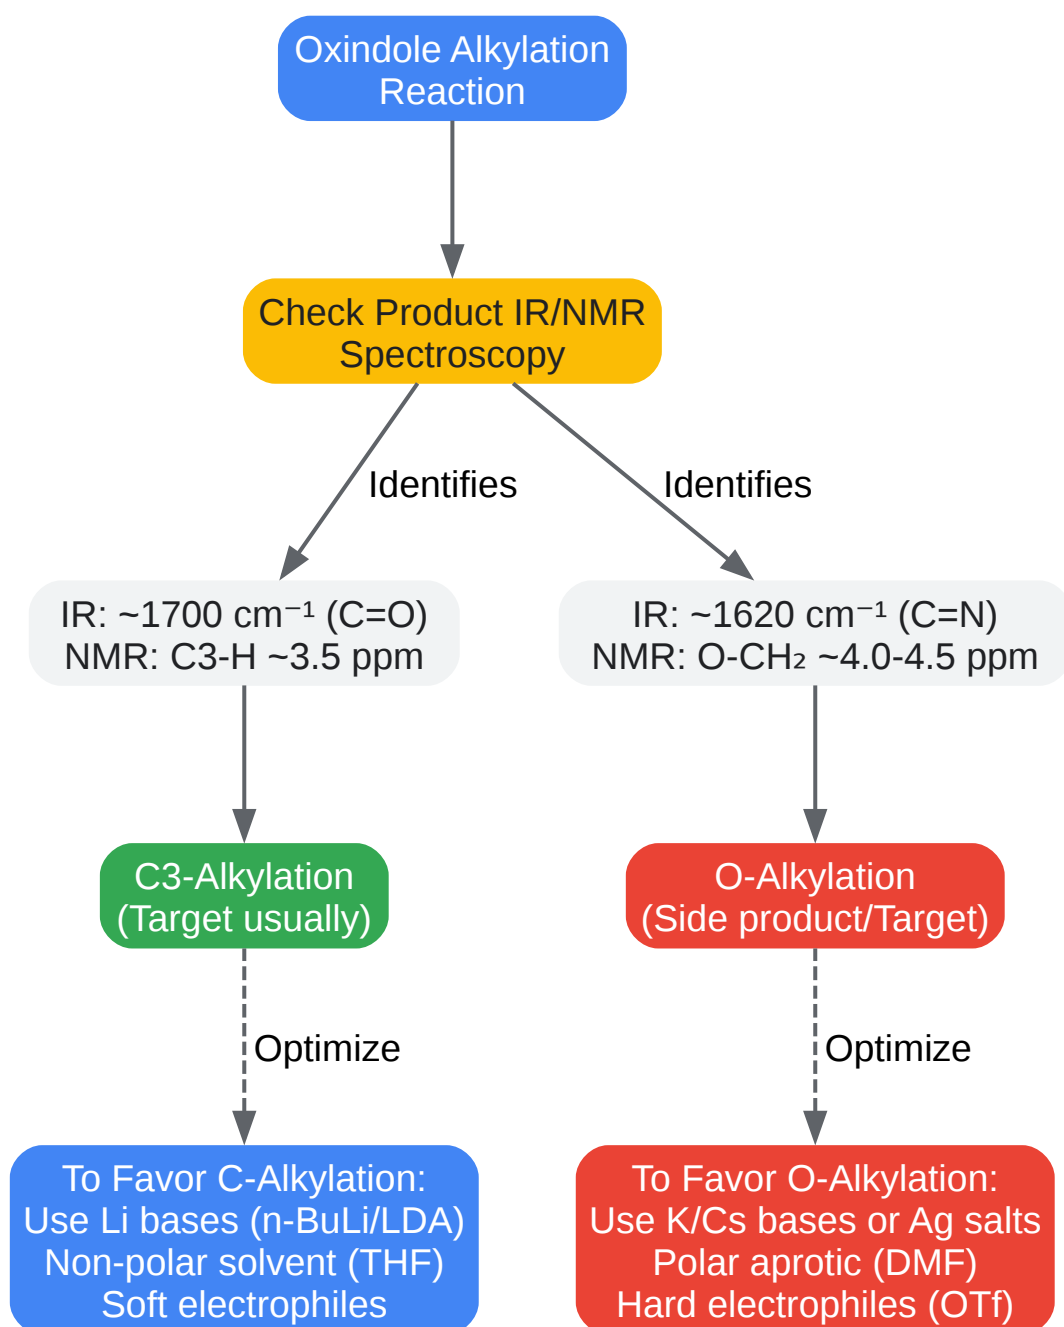 Oxindole Alkylation
Reaction
Check Product IR/NMR
Spectroscopy
Identifies
Identifies
IR: ~1700 cm⁻¹ (C=O)
NMR: C3-H ~3.5 ppm
IR: ~1620 cm⁻¹ (C=N)
NMR: O-CH₂ ~4.0-4.5 ppm
C3-Alkylation
(Target usually)
O-Alkylation
(Side product/Target)
Optimize
Optimize
To Favor C-Alkylation:
Use Li bases (n-BuLi/LDA)
Non-polar solvent (THF)
Soft electrophiles
To Favor O-Alkylation:
Use K/Cs bases or Ag salts
Polar aprotic (DMF)
Hard electrophiles (OTf)